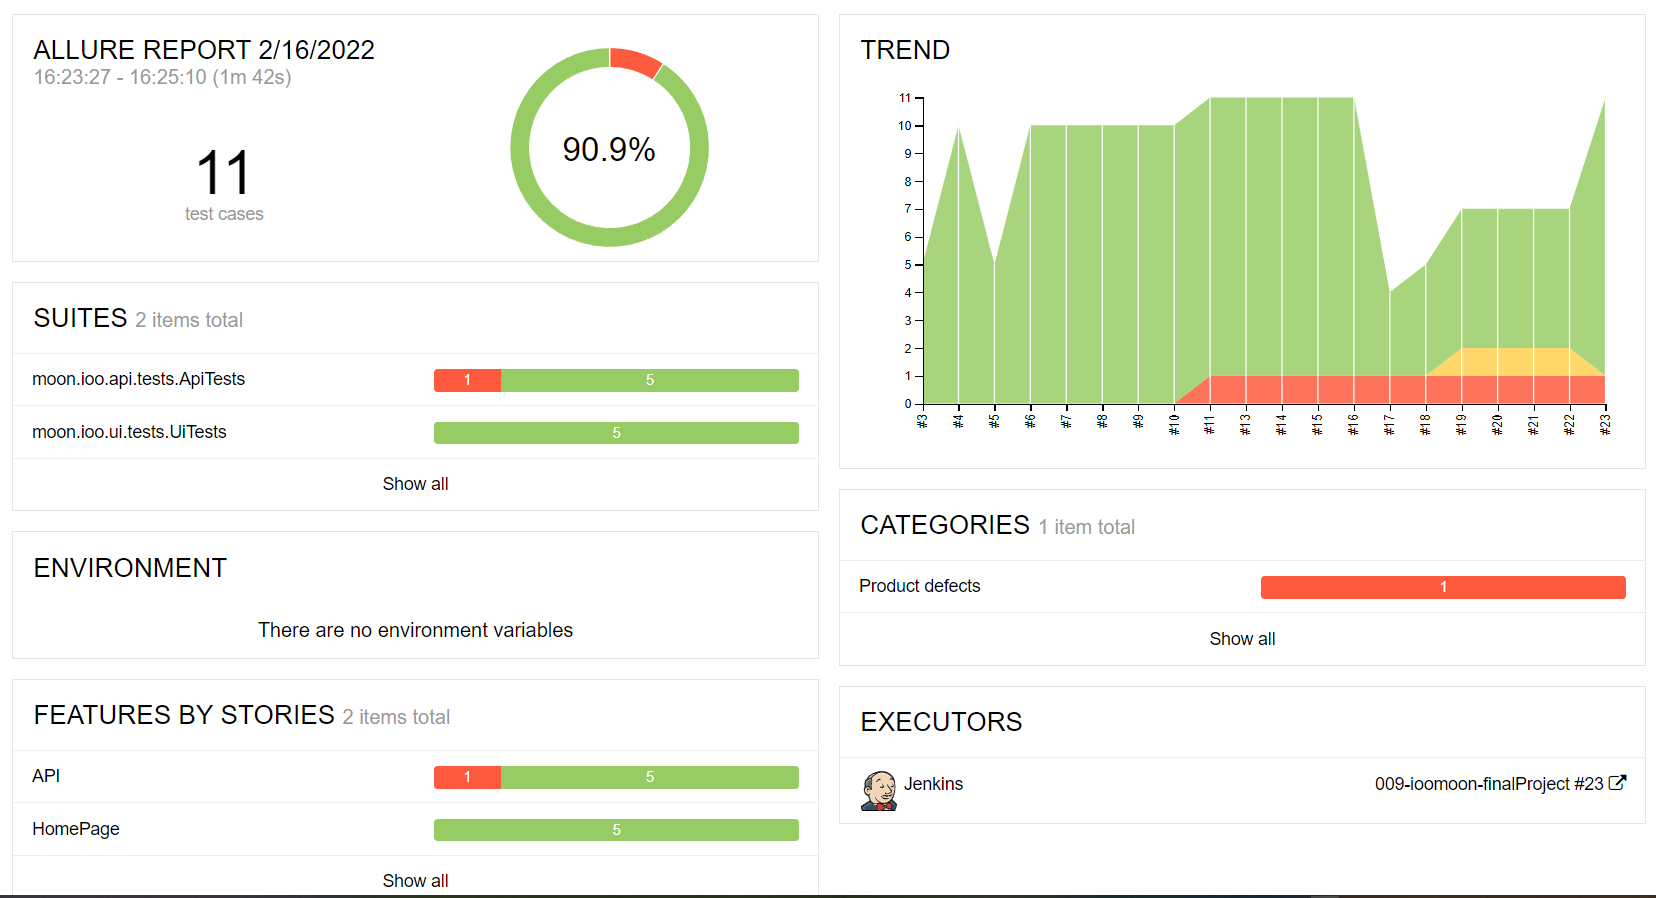 ALLURE REPORT 2/16/2022
16:23:27 - 16:25:10 (1m 42s)
11
test cases
90.9%
SUITES 2 items total
moon.ioo.api.tests.ApiTests 1 5
moon.ioo.ui.tests.UiTests 5
Show all
ENVIRONMENT
There are no environment variables
FEATURES BY STORIES 2 items total
API 1 5
HomePage 5
Show all
TREND
11
10
9
8
7
6
5
4
3
2
1
0
#3 #4 #5 #6 #7 #8 #9 #10 #11 #13 #14 #15 #16 #17 #18 #19 #20 #21 #22 #23
CATEGORIES 1 item total
Product defects 1
Show all
EXECUTORS
Jenkins 009-ioomoon-finalProject #23